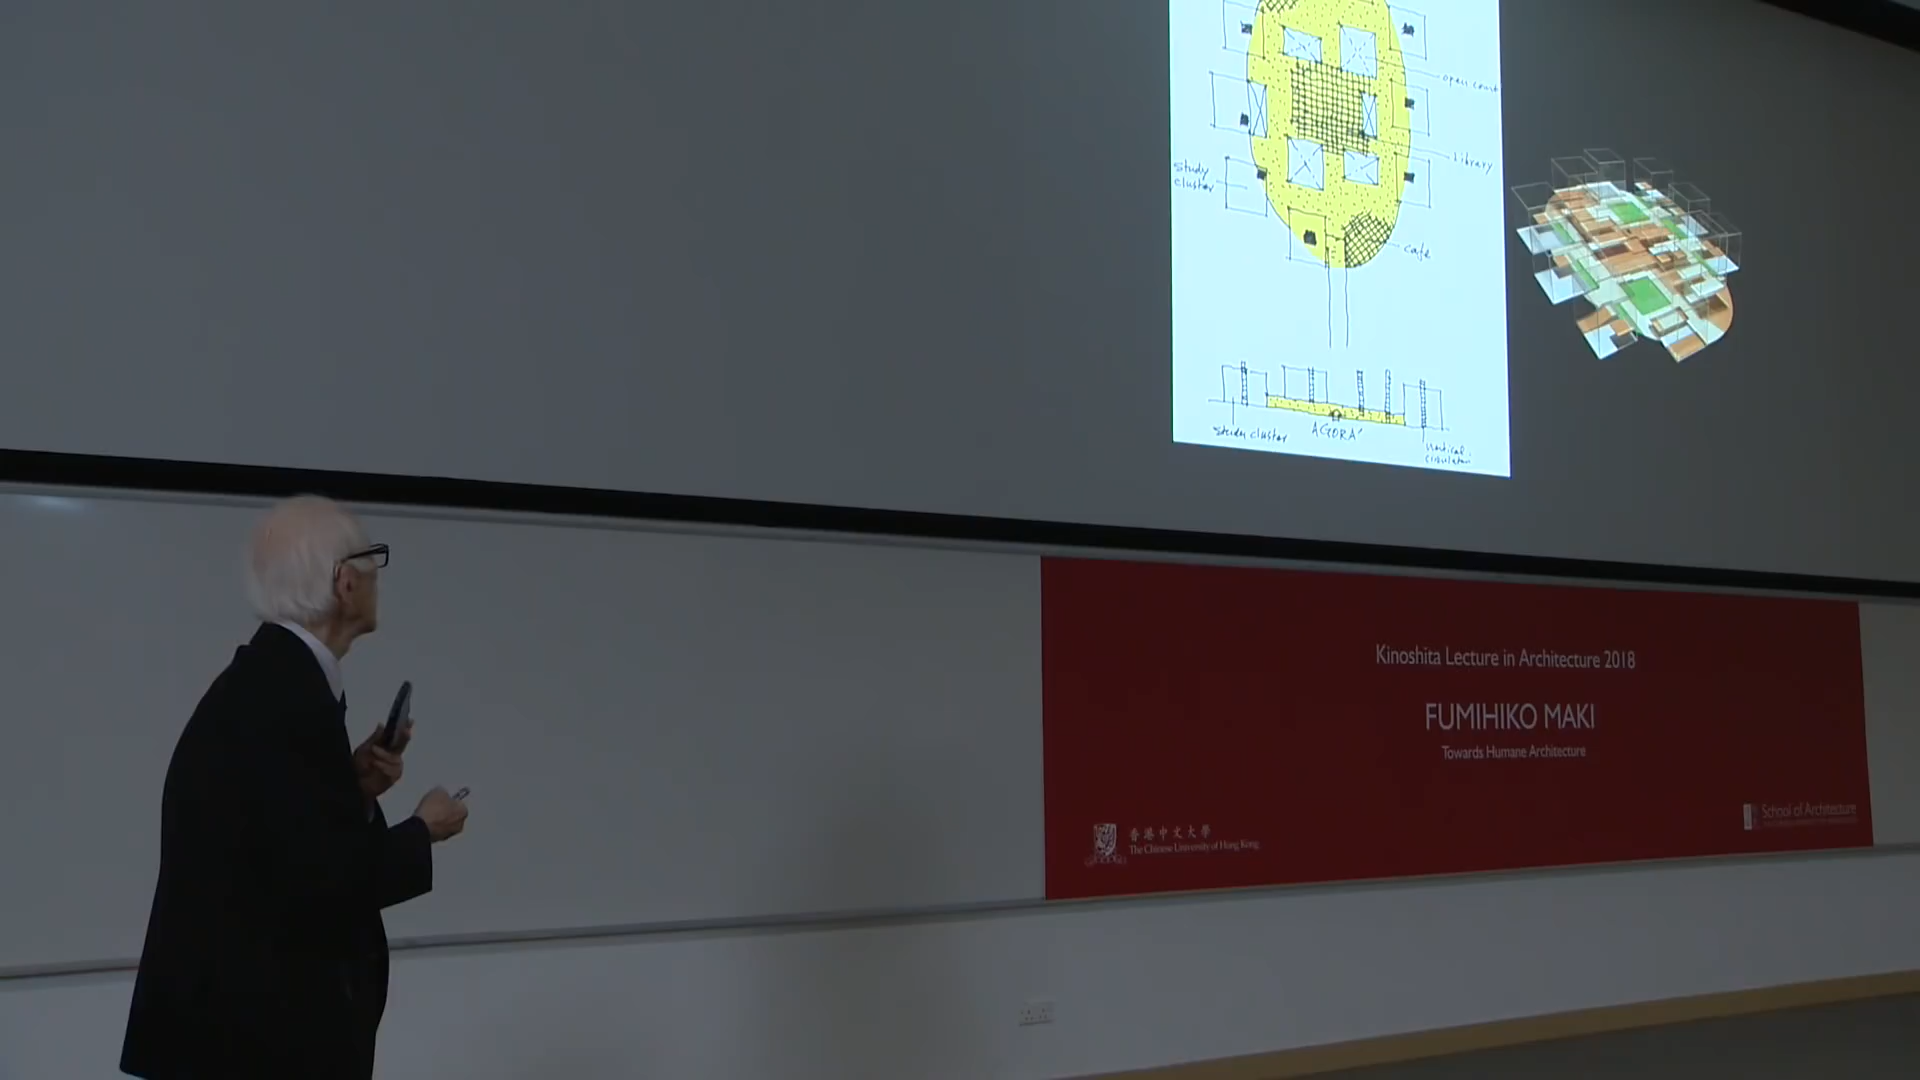 open court
Library
study
cluster
cafe
study cluster
AGORA
vertical
Kinoshita Lecture in Architecture 2018
FUMIHIKO MAKI
Towards Humane Architecture
香港中文大學
The Chinese University of Hong Kong
School of Architecture